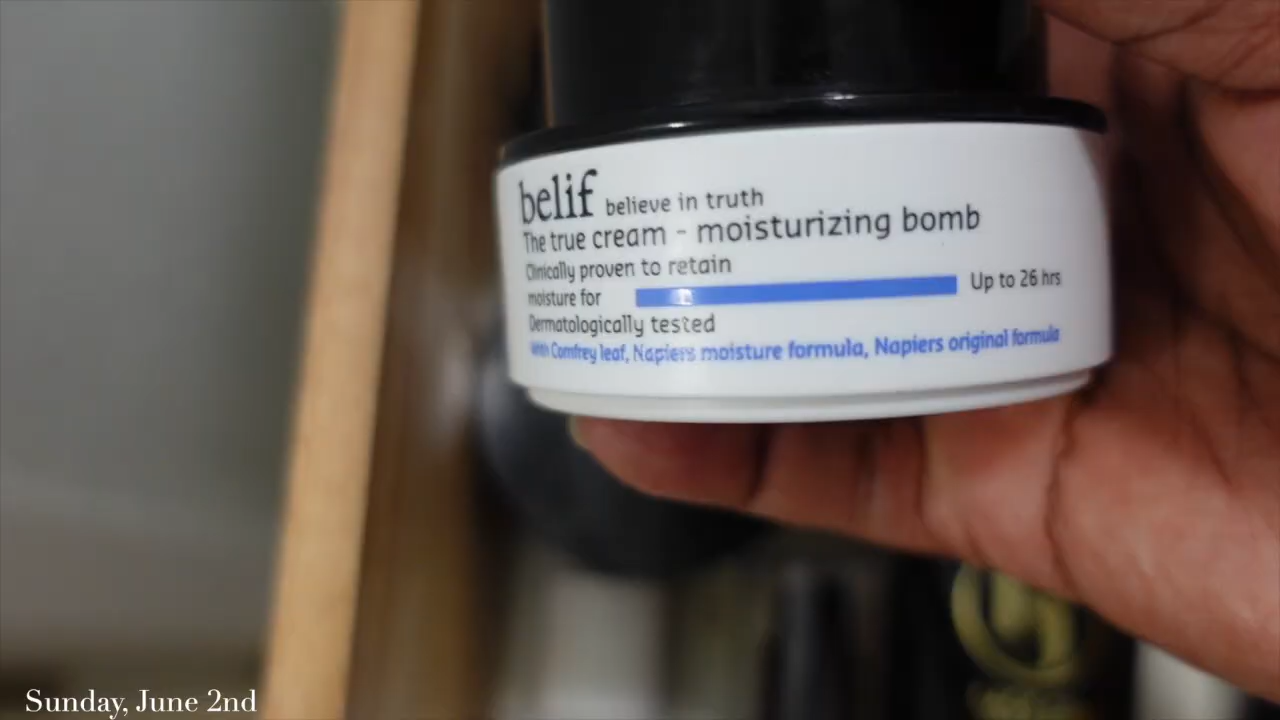 belif believe in truth
The true cream - moisturizing bomb
Clinically proven to retain
moisture for Up to 26 hrs
Dermatologically tested
With Comfrey leaf, Napiers moisture formula, Napiers original formula
Sunday, June 2nd